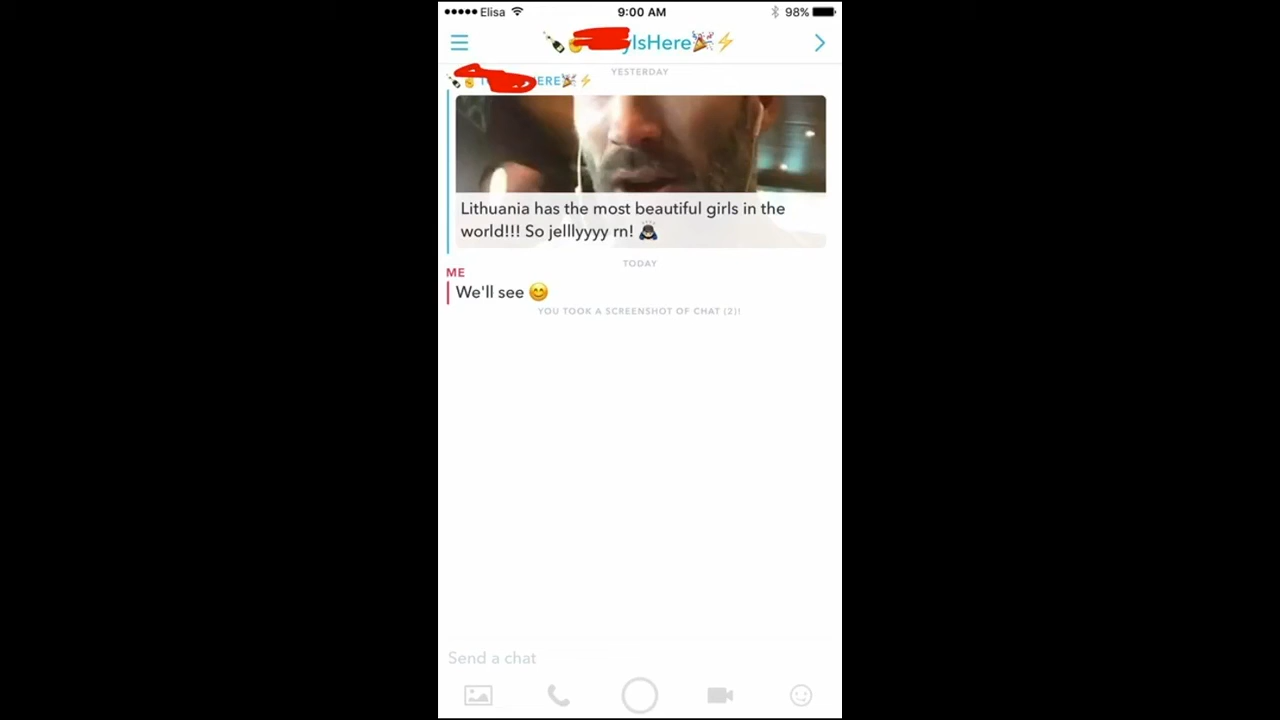 Elisa 9:00 AM 98%
yIsHere
YESTERDAY
ERE
Lithuania has the most beautiful girls in the
world!!! So jelllyyyy rn!
TODAY
ME
We'll see 😊
YOU TOOK A SCREENSHOT OF CHAT (2)!
Send a chat